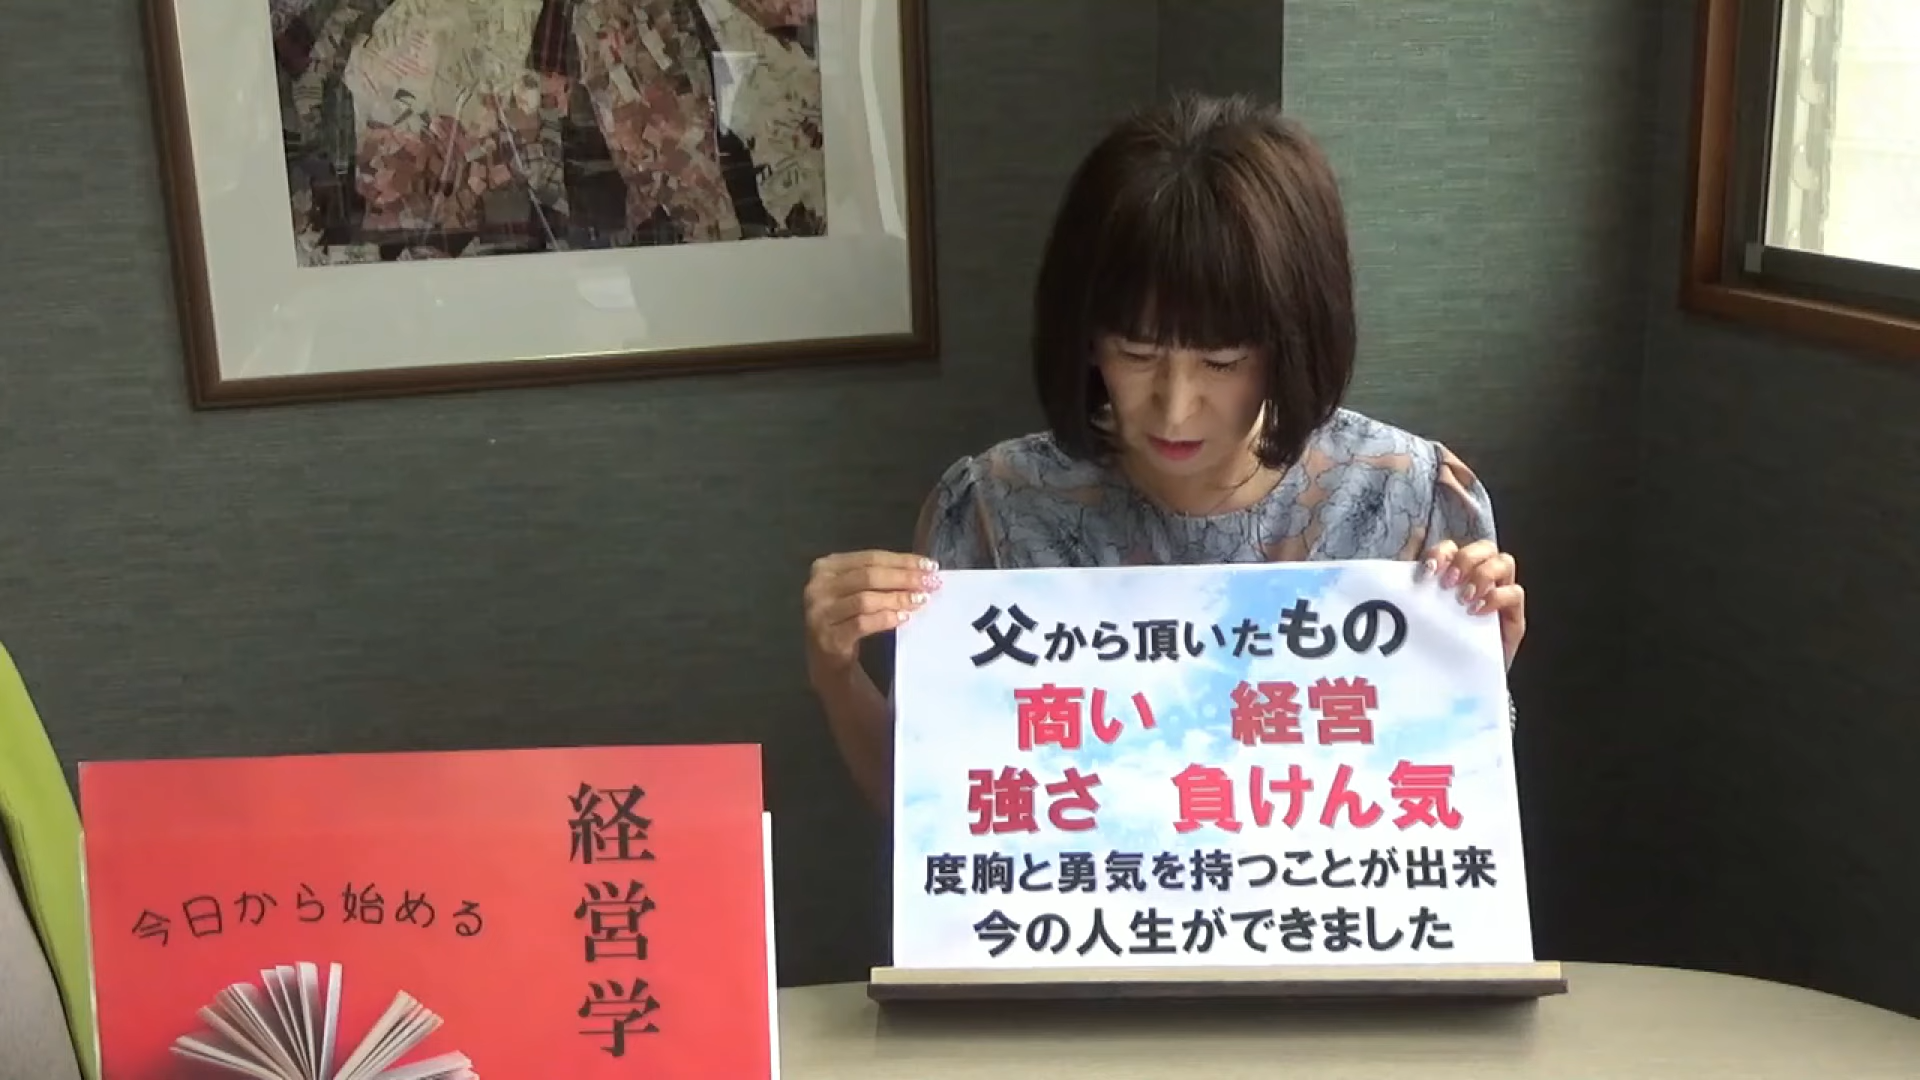 父から頂いたもの
商い 経営
強さ 負けん気
度胸と勇気を持つことが出来
今の人生ができました
経営学
今日から始める